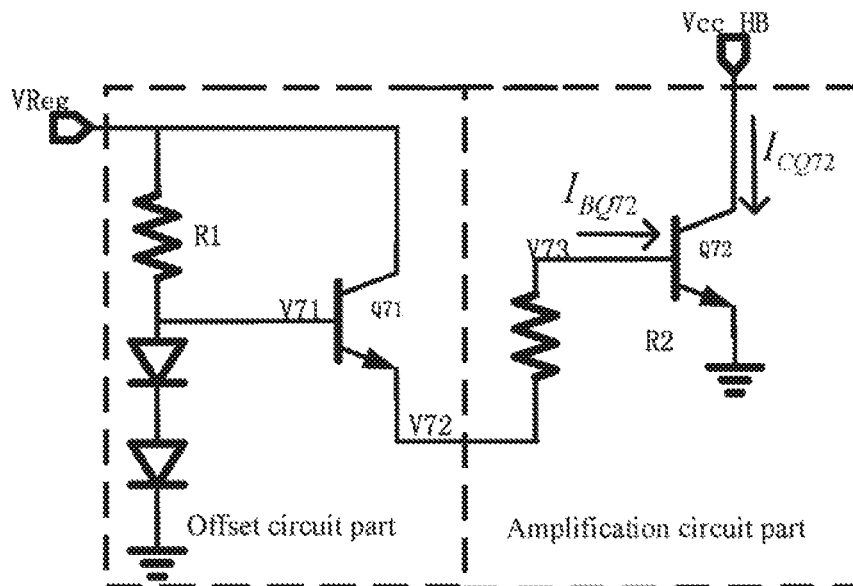 Vcc_HB
VReg
I_CQ72
I_BQ72
R1
V73
Q72
V71
Q71
R2
V72
Offset circuit part
Amplification circuit part